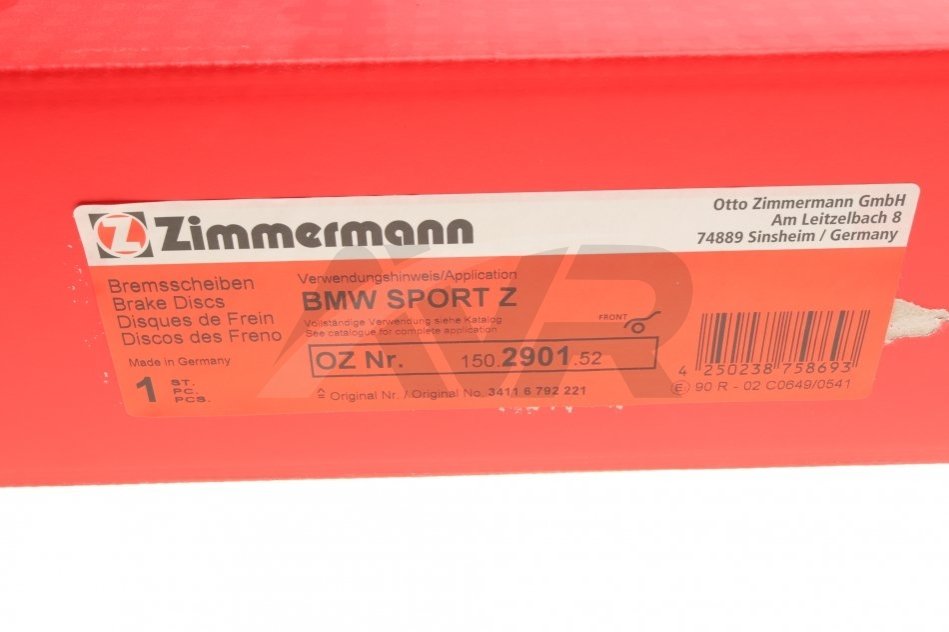 Z Zimmermann
Otto Zimmermann GmbH
Am Leitzelbach 8
74889 Sinsheim / Germany
Bremsscheiben
Brake Discs
Disques de Frein
Discos des Freno
Made in Germany
1 ST.
PC.
PCS.
Verwendungshinweis/Application
BMW SPORT Z
Vollständige Verwendung siehe Katalog
See catalogue for complete application
FRONT
OZ Nr. 150.2901.52
≙ Original Nr. / Original No. 3411 6 792 221
4 250238 758693
(E) 90 R - 02 C0649/0541
AVR